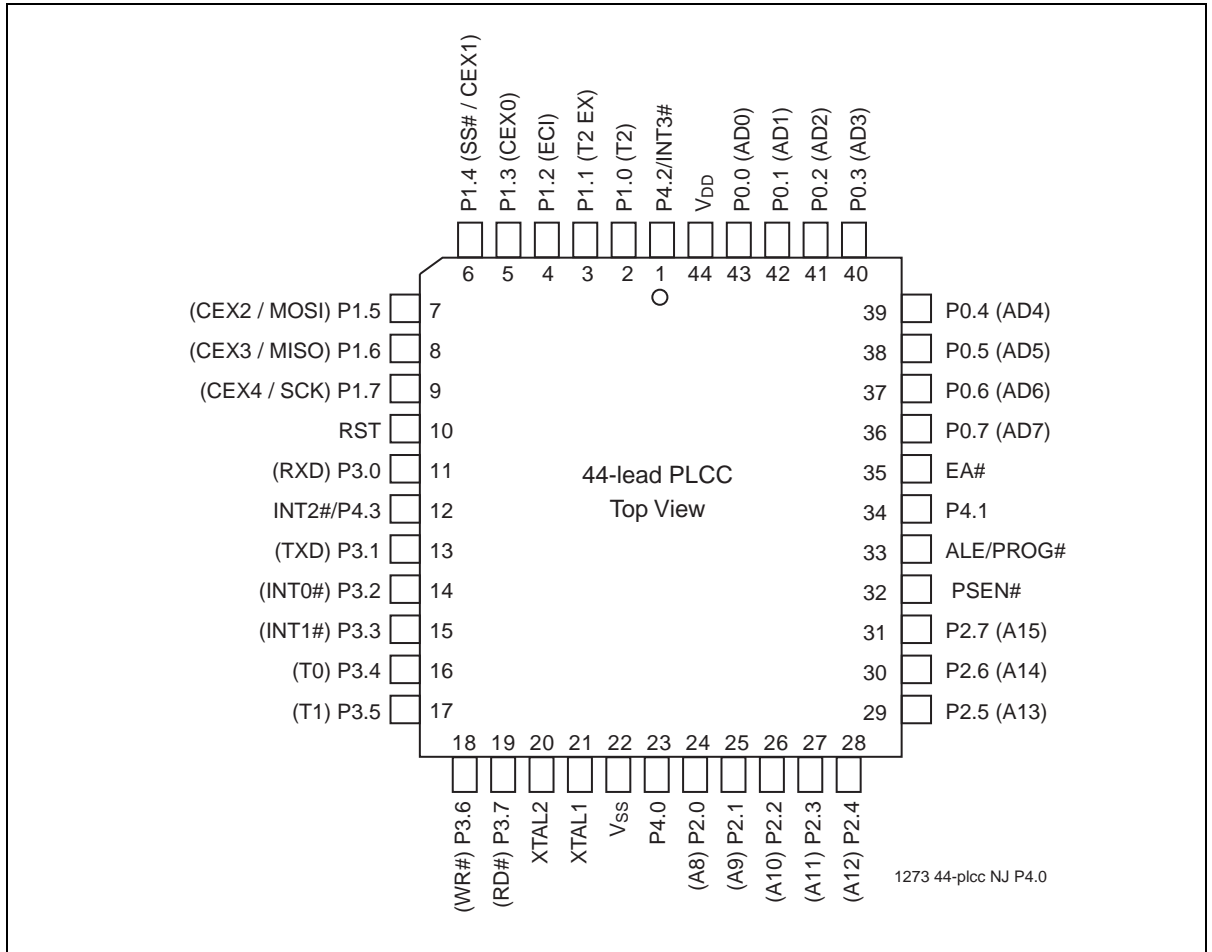 P1.4 (SS# / CEX1)
P1.3 (CEX0)
P1.2 (ECI)
P1.1 (T2 EX)
P1.0 (T2)
P4.2/INT3#
VDD
P0.0 (AD0)
P0.1 (AD1)
P0.2 (AD2)
P0.3 (AD3)
6 5 4 3 2 1 44 43 42 41 40
(CEX2 / MOSI) P1.5 7
(CEX3 / MISO) P1.6 8
(CEX4 / SCK) P1.7 9
RST 10
(RXD) P3.0 11
INT2#/P4.3 12
(TXD) P3.1 13
(INT0#) P3.2 14
(INT1#) P3.3 15
(T0) P3.4 16
(T1) P3.5 17
44-lead PLCC
Top View
39 P0.4 (AD4)
38 P0.5 (AD5)
37 P0.6 (AD6)
36 P0.7 (AD7)
35 EA#
34 P4.1
33 ALE/PROG#
32 PSEN#
31 P2.7 (A15)
30 P2.6 (A14)
29 P2.5 (A13)
18 19 20 21 22 23 24 25 26 27 28
(WR#) P3.6
(RD#) P3.7
XTAL2
XTAL1
VSS
P4.0
(A8) P2.0
(A9) P2.1
(A10) P2.2
(A11) P2.3
(A12) P2.4
1273 44-plcc NJ P4.0